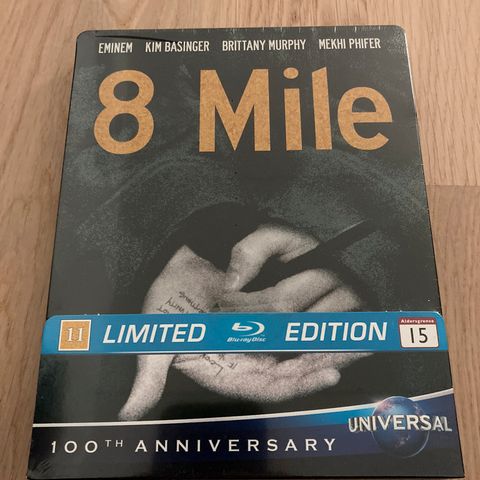 EMINEM KIM BASINGER BRITTANY MURPHY MEKHI PHIFER
8 Mile
11 LIMITED Blu-ray Disc EDITION Aldersgrense 15
100TH ANNIVERSARY UNIVERSAL